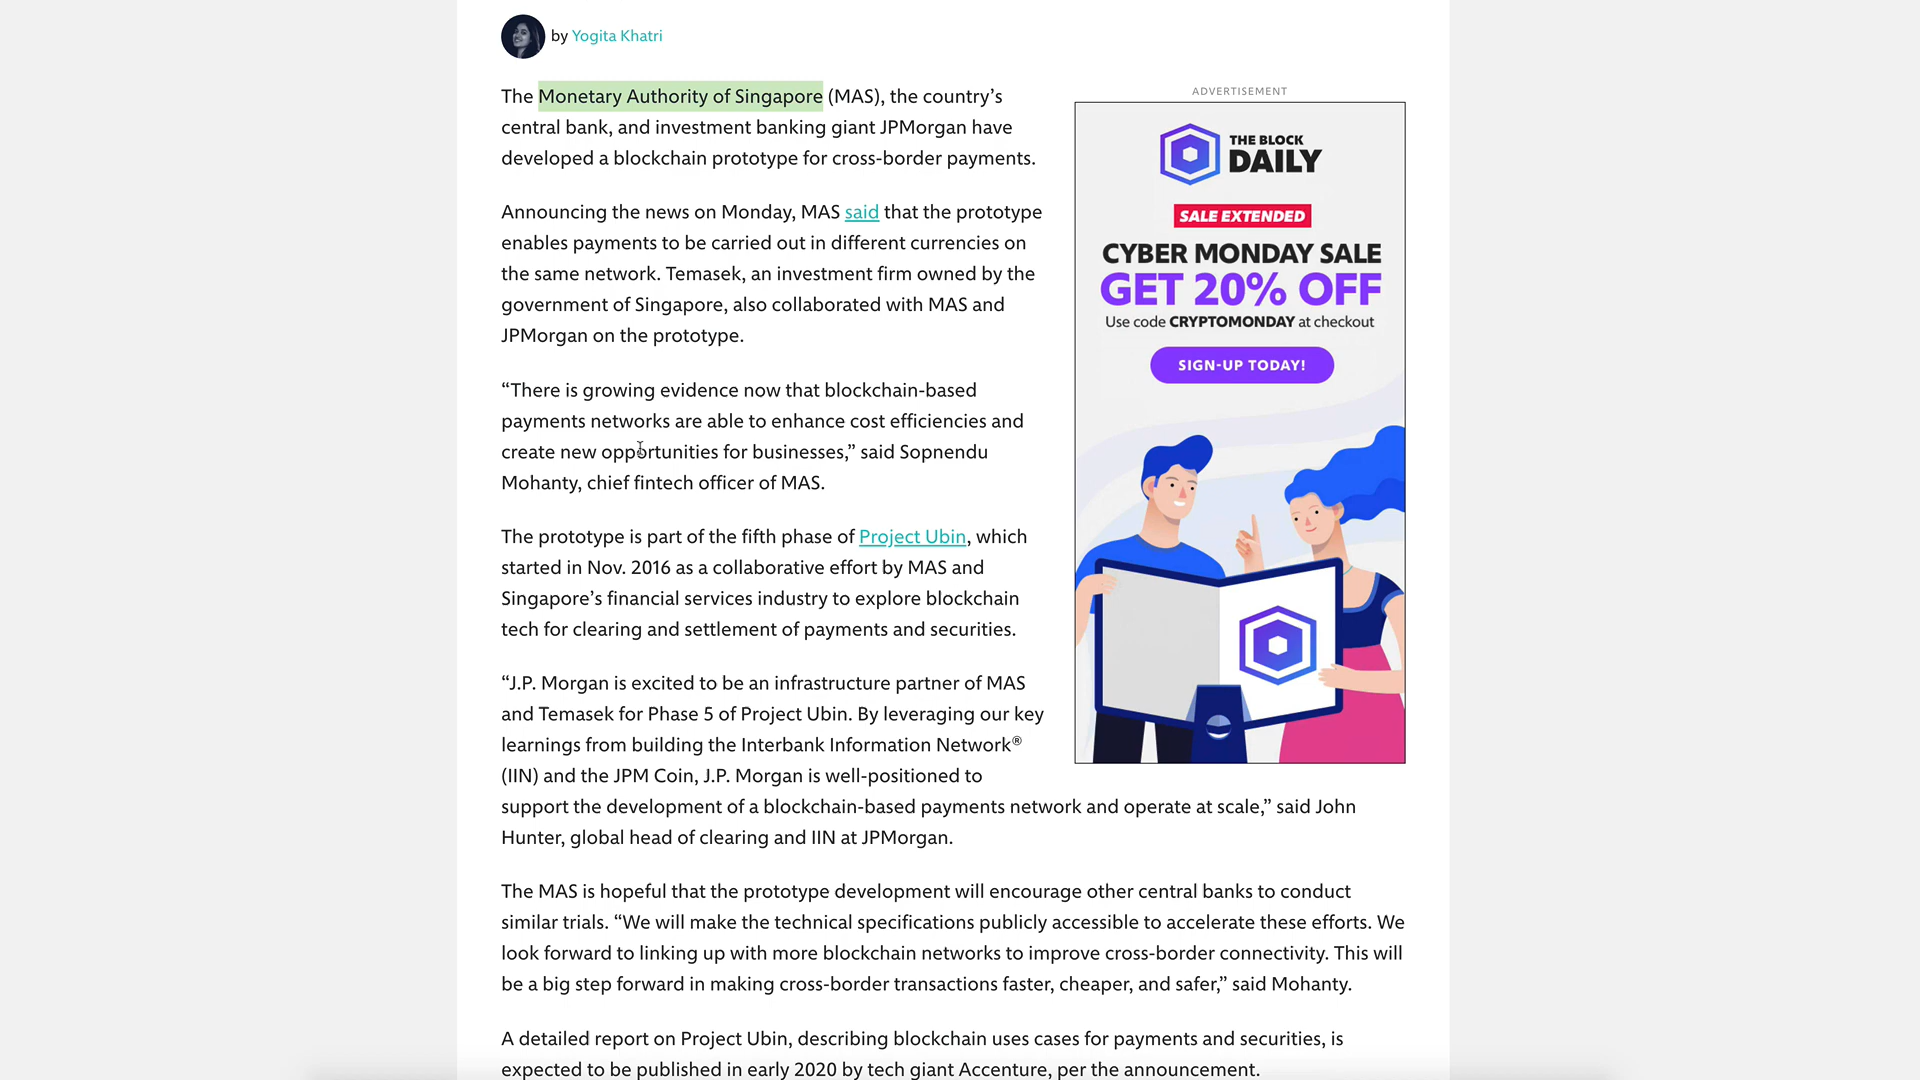 by Yogita Khatri
The Monetary Authority of Singapore (MAS), the country’s
central bank, and investment banking giant JPMorgan have
developed a blockchain prototype for cross-border payments.
Announcing the news on Monday, MAS said that the prototype
enables payments to be carried out in different currencies on
the same network. Temasek, an investment firm owned by the
government of Singapore, also collaborated with MAS and
JPMorgan on the prototype.
“There is growing evidence now that blockchain-based
payments networks are able to enhance cost efficiencies and
create new opportunities for businesses,” said Sopnendu
Mohanty, chief fintech officer of MAS.
The prototype is part of the fifth phase of Project Ubin, which
started in Nov. 2016 as a collaborative effort by MAS and
Singapore’s financial services industry to explore blockchain
tech for clearing and settlement of payments and securities.
“J.P. Morgan is excited to be an infrastructure partner of MAS
and Temasek for Phase 5 of Project Ubin. By leveraging our key
learnings from building the Interbank Information Network®
(IIN) and the JPM Coin, J.P. Morgan is well-positioned to
support the development of a blockchain-based payments network and operate at scale,” said John
Hunter, global head of clearing and IIN at JPMorgan.
The MAS is hopeful that the prototype development will encourage other central banks to conduct
similar trials. “We will make the technical specifications publicly accessible to accelerate these efforts. We
look forward to linking up with more blockchain networks to improve cross-border connectivity. This will
be a big step forward in making cross-border transactions faster, cheaper, and safer,” said Mohanty.
A detailed report on Project Ubin, describing blockchain uses cases for payments and securities, is
expected to be published in early 2020 by tech giant Accenture, per the announcement.
ADVERTISEMENT
THE BLOCK
DAILY
SALE EXTENDED
CYBER MONDAY SALE
GET 20% OFF
Use code CRYPTOMONDAY at checkout
SIGN-UP TODAY!